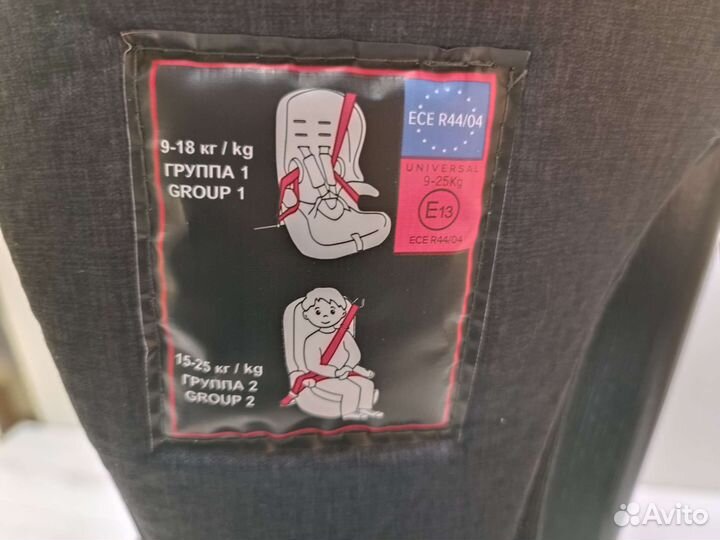 9-18 кг / kg
ГРУППА 1
GROUP 1
ECE R44/04
UNIVERSAL
9-25Kg
E13
ECE R44/04
15-25 кг / kg
ГРУППА 2
GROUP 2
Avito